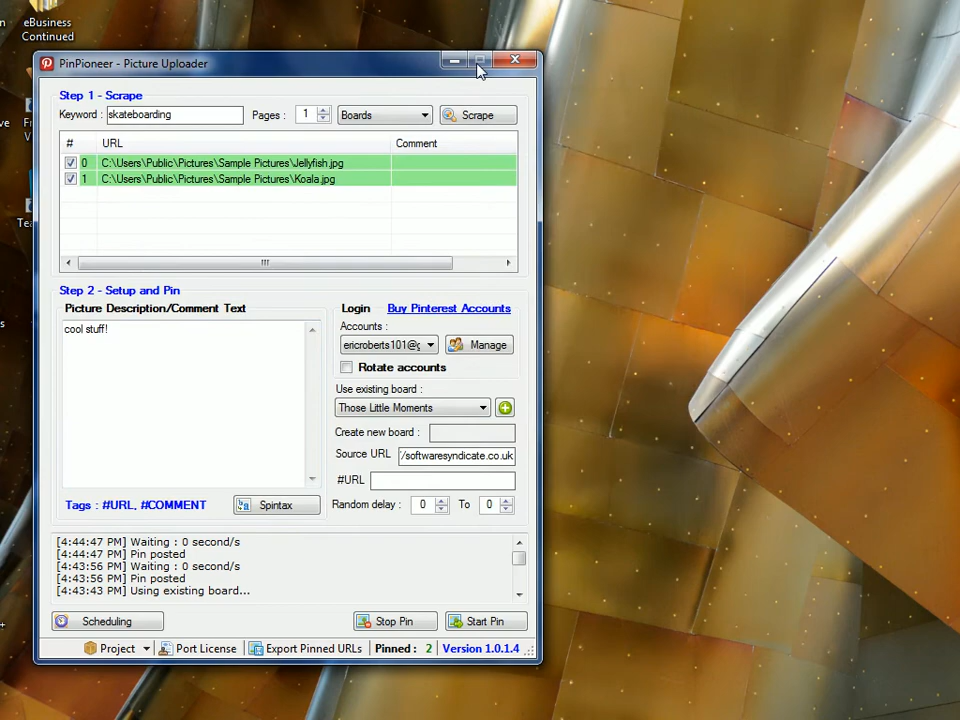 eBusiness
Continued
PinPioneer - Picture Uploader
Step 1 - Scrape
Keyword : skateboarding Pages : 1 Boards Scrape
# URL Comment
0 C:\Users\Public\Pictures\Sample Pictures\Jellyfish.jpg
1 C:\Users\Public\Pictures\Sample Pictures\Koala.jpg
Step 2 - Setup and Pin
Picture Description/Comment Text
cool stuff!
Tags : #URL, #COMMENT Spintax
Login Buy Pinterest Accounts
Accounts :
ericroberts101@g Manage
Rotate accounts
Use existing board :
Those Little Moments
Create new board :
Source URL /softwaresyndicate.co.uk
#URL
Random delay : 0 To 0
[4:44:47 PM] Waiting : 0 second/s
[4:44:47 PM] Pin posted
[4:43:56 PM] Waiting : 0 second/s
[4:43:56 PM] Pin posted
[4:43:43 PM] Using existing board...
Scheduling Stop Pin Start Pin
Project Port License Export Pinned URLs Pinned : 2 Version 1.0.1.4